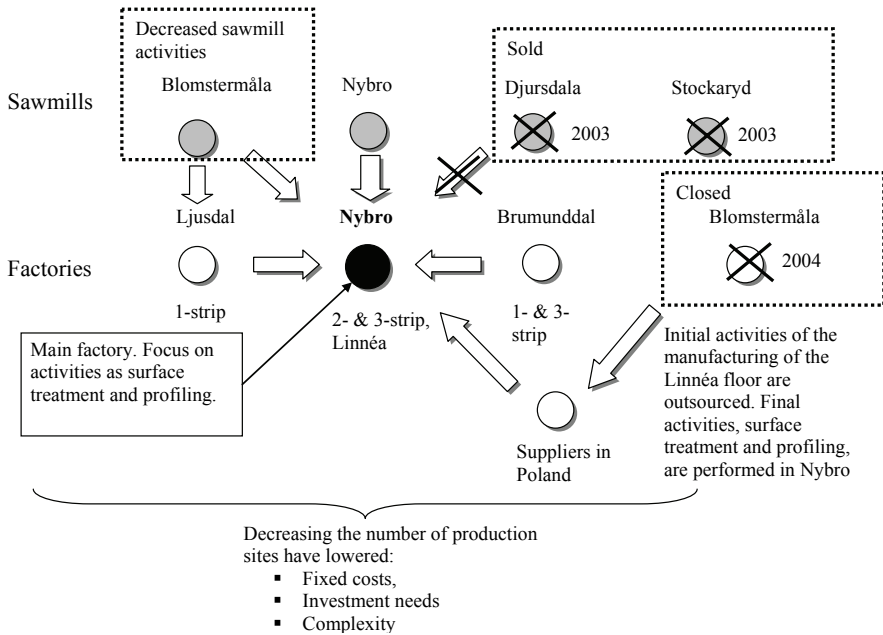 Decreased sawmill
activities
Blomstermåla
Nybro
Sold
Djursdala
Stockaryd
Sawmills
2003
2003
Closed
Blomstermåla
2004
Ljusdal
Nybro
Brumunddal
Factories
1-strip
2- & 3-strip,
Linnéa
1- & 3-
strip
Main factory. Focus on
activities as surface
treatment and profiling.
Initial activities of the
manufacturing of the
Linnéa floor are
outsourced. Final
activities, surface
treatment and profiling,
are performed in Nybro
Suppliers in
Poland
Decreasing the number of production
sites have lowered:
▪ Fixed costs,
▪ Investment needs
▪ Complexity